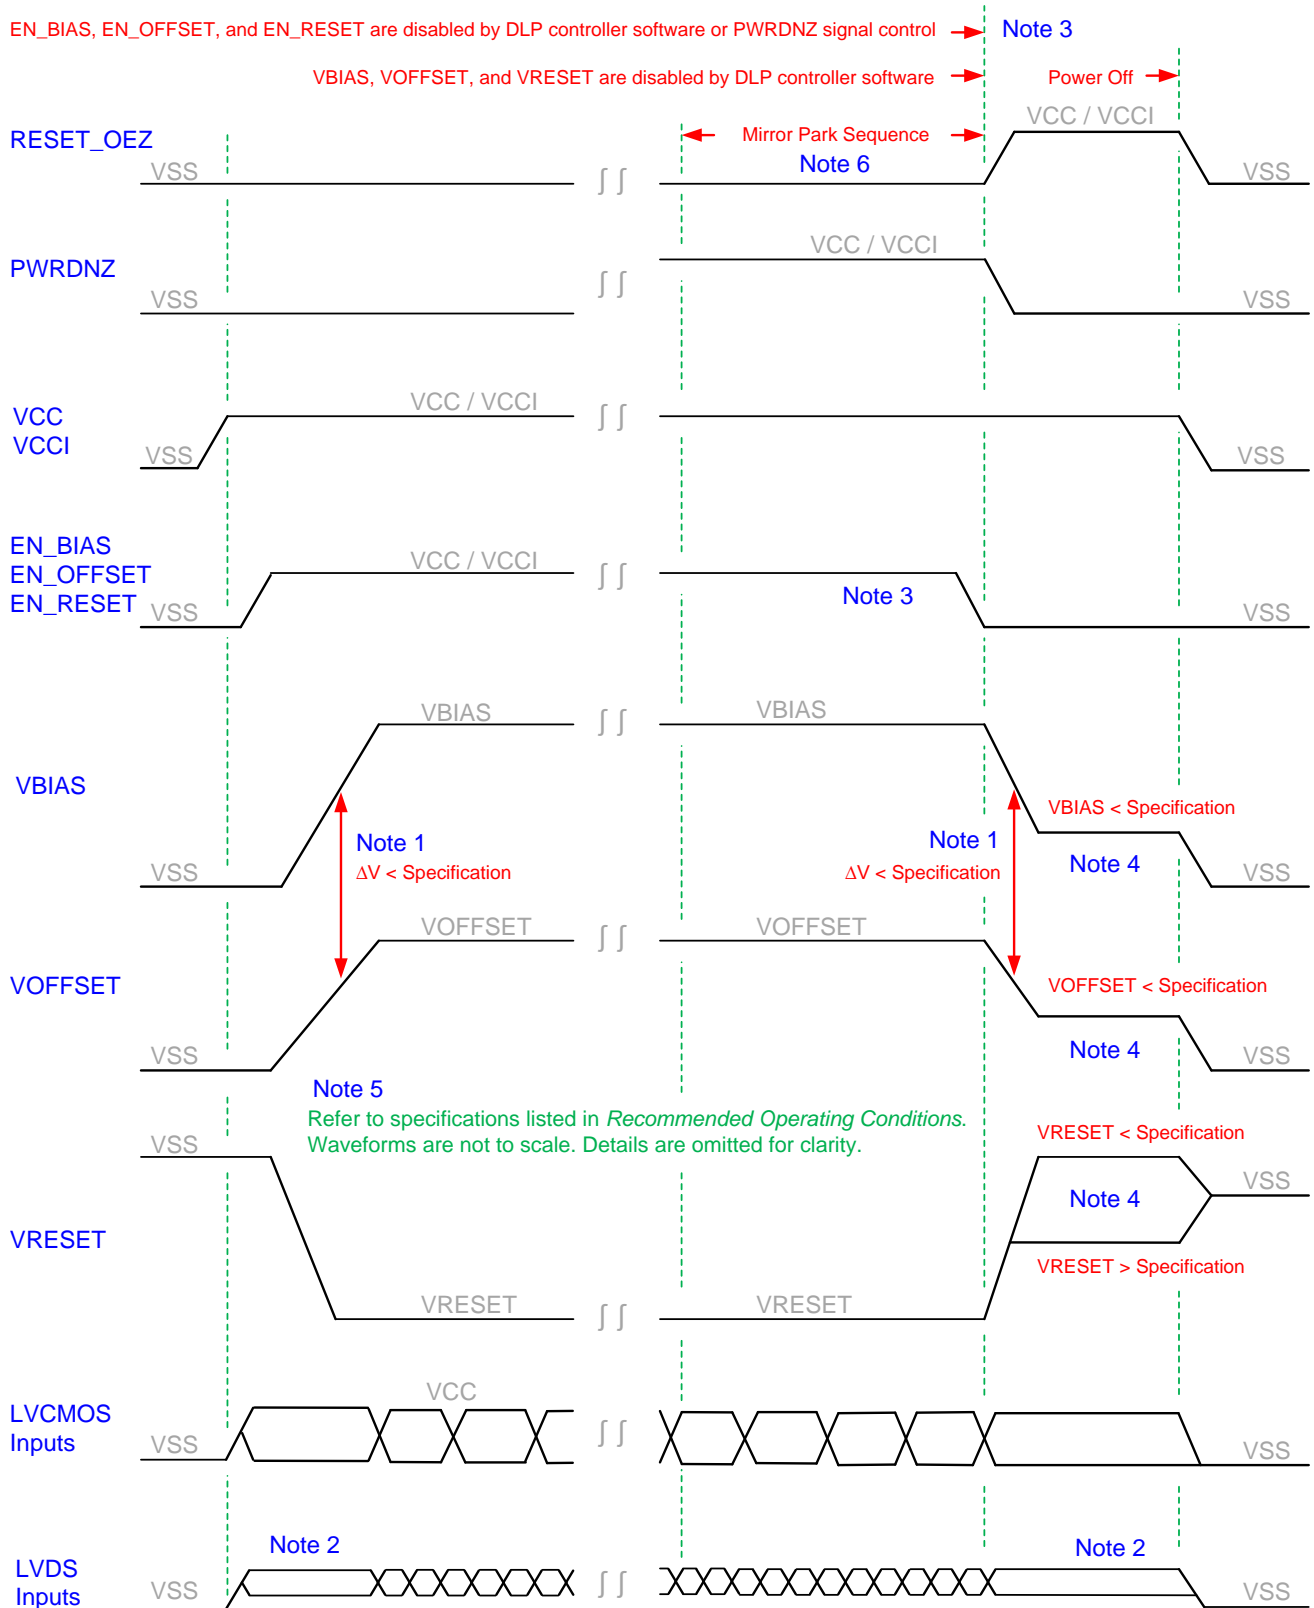 EN_BIAS, EN_OFFSET, and EN_RESET are disabled by DLP controller software or PWRDNZ signal control
Note 3
VBIAS, VOFFSET, and VRESET are disabled by DLP controller software
Power Off
VCC / VCCI
RESET_OEZ
Mirror Park Sequence
Note 6
VSS
VSS
∫ ∫
VCC / VCCI
PWRDNZ
∫ ∫
VSS
VSS
VCC
VCCI
VCC / VCCI
∫ ∫
VSS
VSS
EN_BIAS
EN_OFFSET
EN_RESET
VCC / VCCI
∫ ∫
Note 3
VSS
VSS
VBIAS
∫ ∫
VBIAS
VBIAS
VBIAS < Specification
Note 1
ΔV < Specification
Note 1
ΔV < Specification
Note 4
VSS
VSS
VOFFSET
∫ ∫
VOFFSET
VOFFSET
VOFFSET < Specification
Note 4
VSS
VSS
Note 5
Refer to specifications listed in Recommended Operating Conditions.
Waveforms are not to scale. Details are omitted for clarity.
VSS
VRESET < Specification
VSS
Note 4
VRESET
VRESET > Specification
VRESET
∫ ∫
VRESET
VCC
LVCMOS
Inputs
∫ ∫
VSS
VSS
Note 2
Note 2
LVDS
Inputs
∫ ∫
VSS
VSS